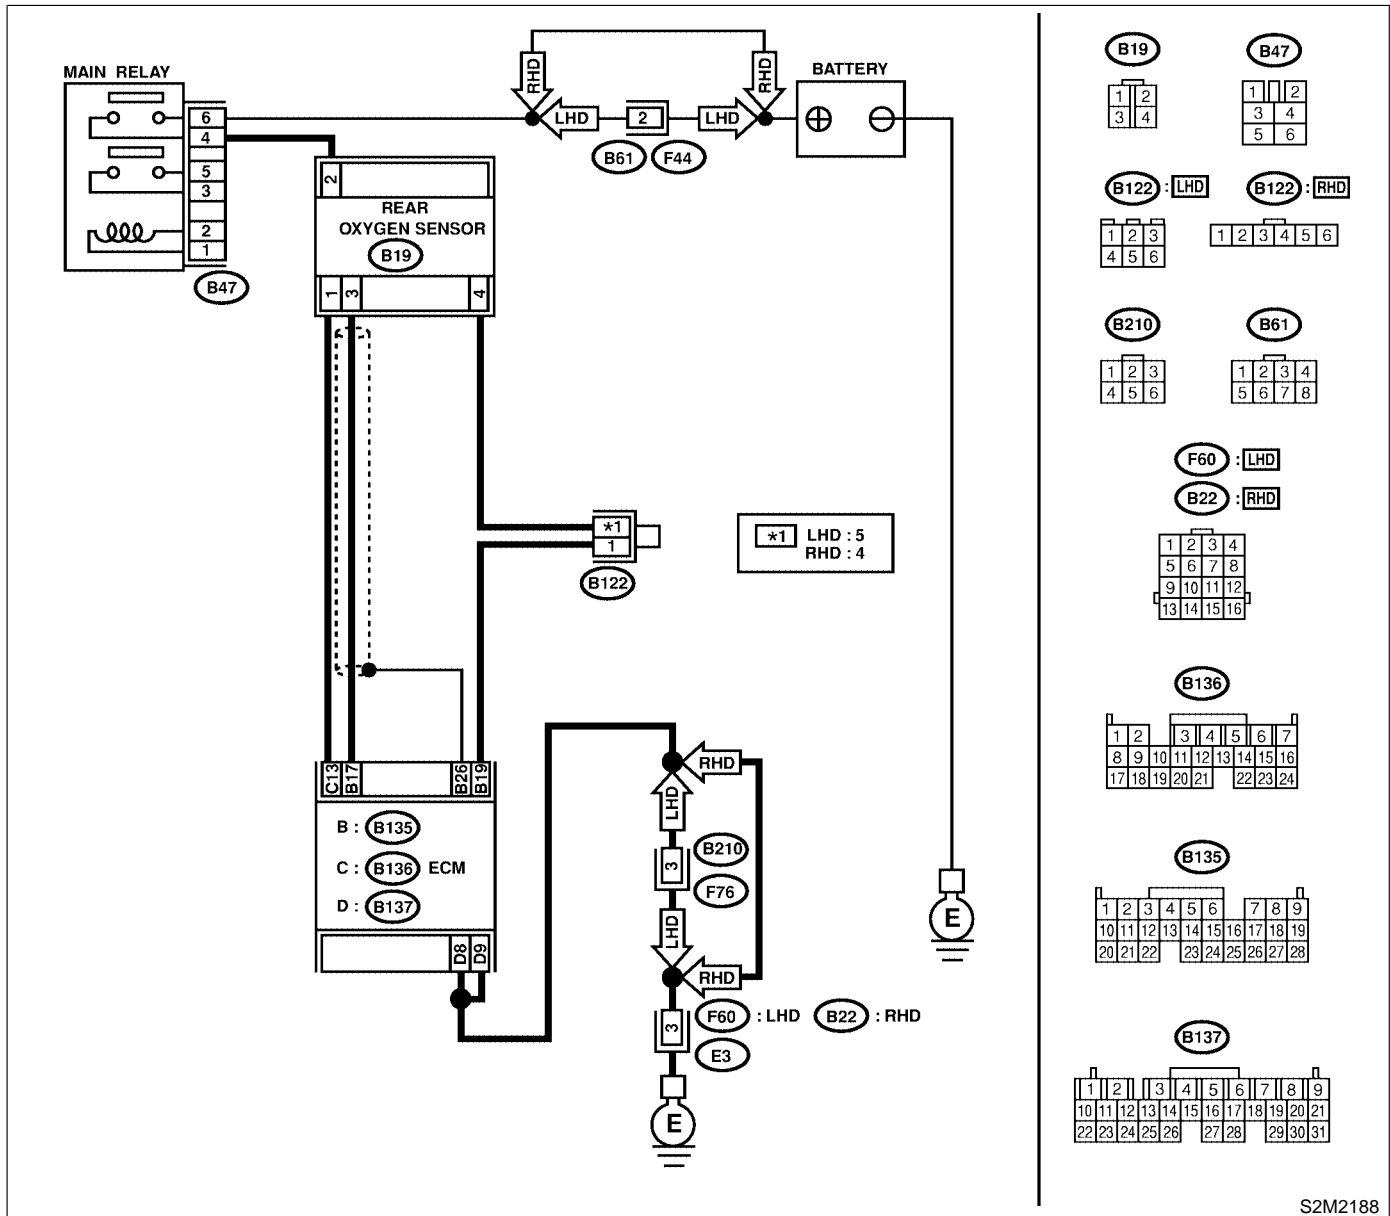 MAIN RELAY
6
4
5
3
2
1
B47
RHD
RHD
LHD
2
LHD
B61
F44
BATTERY
2
REAR
OXYGEN SENSOR
B19
1
3
4
*1
1
B122
*1 LHD : 5
RHD : 4
C13
B17
B26
B19
B : B135
C : B136 ECM
D : B137
D8
D9
RHD
LHD
3
B210
F76
LHD
RHD
3
F60 : LHD B22 : RHD
E3
E
E
B19
1 2
3 4
B47
1 2
3 4
5 6
B122 : LHD
1 2 3
4 5 6
B122 : RHD
1 2 3 4 5 6
B210
1 2 3
4 5 6
B61
1 2 3 4
5 6 7 8
F60 : LHD
B22 : RHD
1 2 3 4
5 6 7 8
9 10 11 12
13 14 15 16
B136
1 2 3 4 5 6 7
8 9 10 11 12 13 14 15 16
17 18 19 20 21 22 23 24
B135
1 2 3 4 5 6 7 8 9
10 11 12 13 14 15 16 17 18 19
20 21 22 23 24 25 26 27 28
B137
1 2 3 4 5 6 7 8 9
10 11 12 13 14 15 16 17 18 19 20 21
22 23 24 25 26 27 28 29 30 31
S2M2188